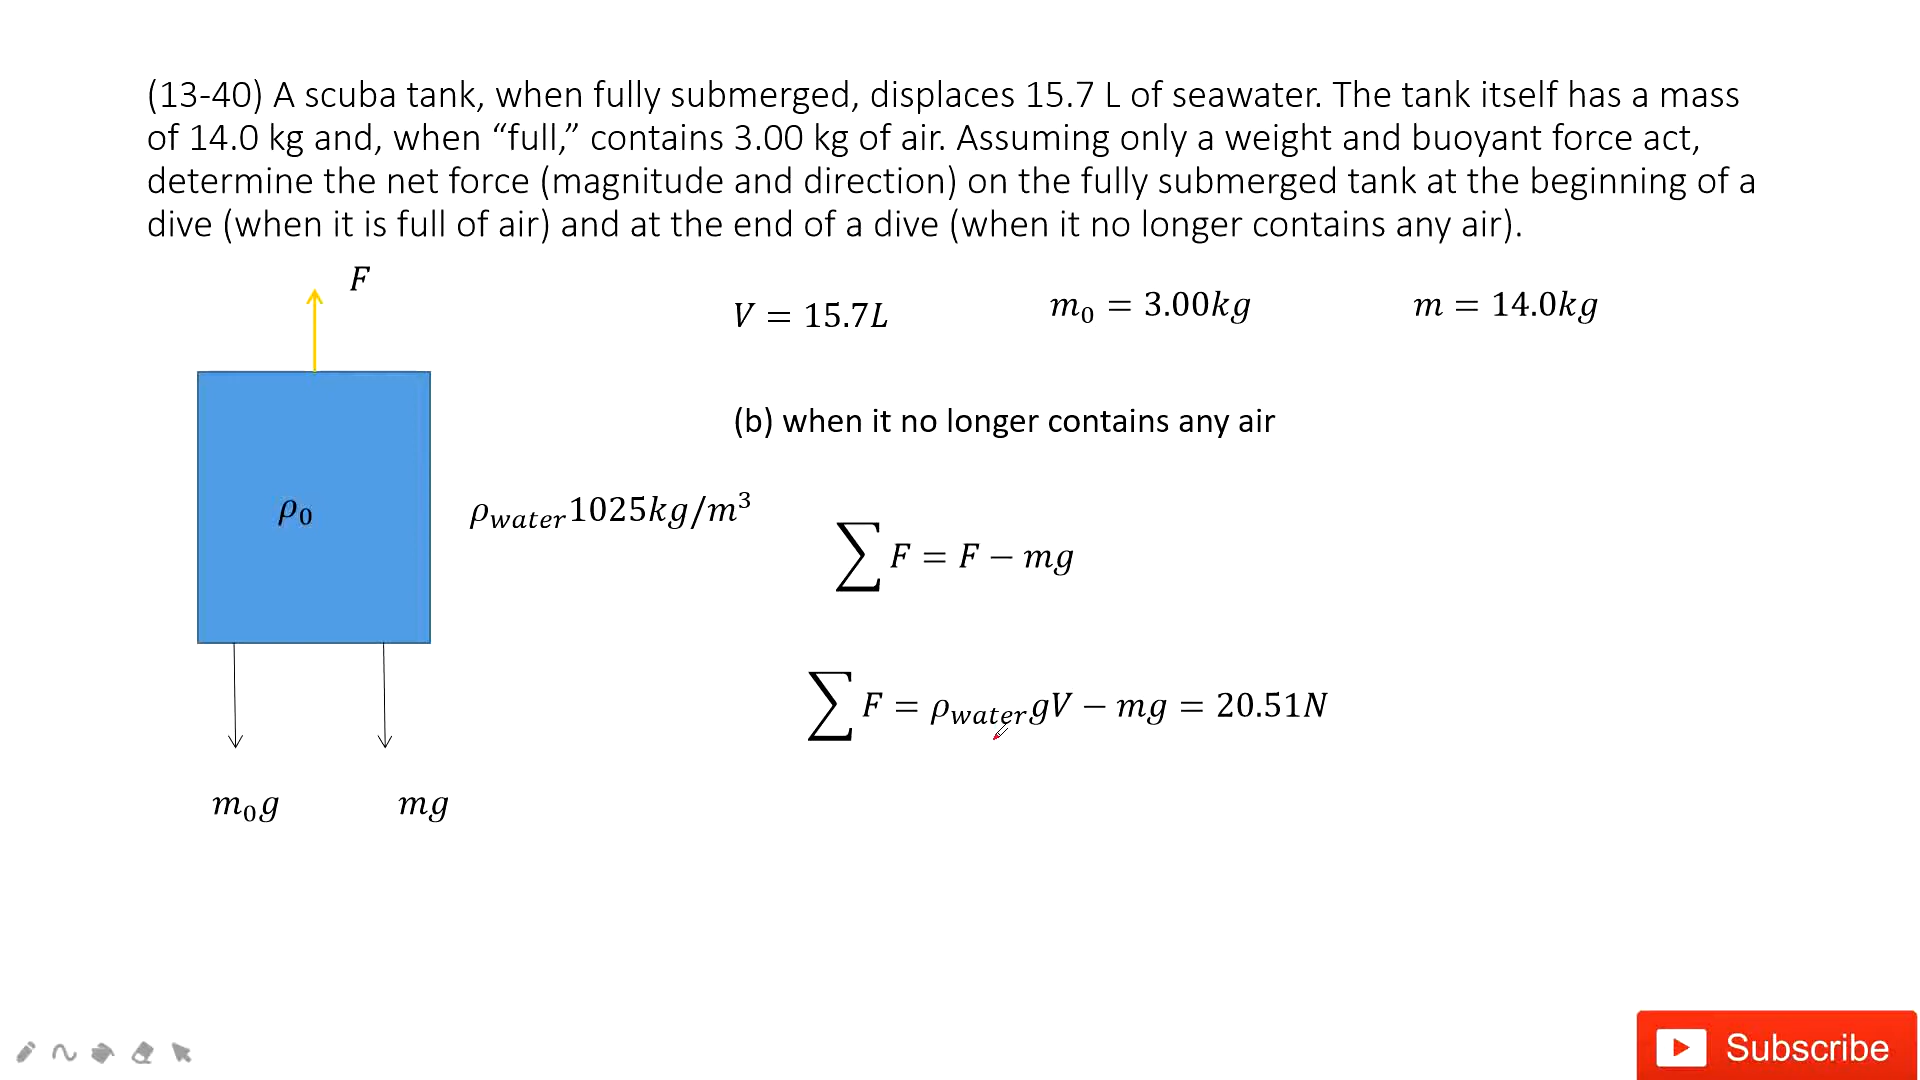 (13-40) A scuba tank, when fully submerged, displaces 15.7 L of seawater. The tank itself has a mass
of 14.0 kg and, when “full,” contains 3.00 kg of air. Assuming only a weight and buoyant force act,
determine the net force (magnitude and direction) on the fully submerged tank at the beginning of a
dive (when it is full of air) and at the end of a dive (when it no longer contains any air).
F
V = 15.7L
m₀ = 3.00kg
m = 14.0kg
(b) when it no longer contains any air
ρ₀
ρ_water 1025kg/m³
∑F = F − mg
∑F = ρ_water gV − mg = 20.51N
m₀g
mg
Subscribe